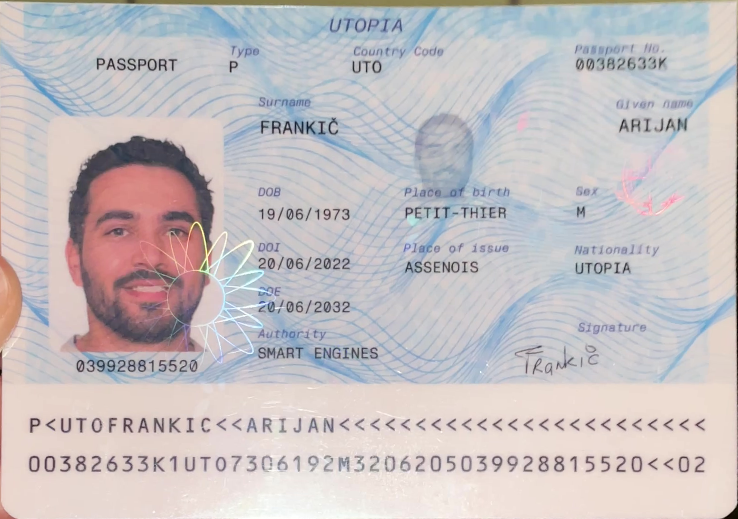 UTOPIA
PASSPORT
Type
P
Country Code
UTO
Passport No.
00382633K
Surname
FRANKIČ
Given name
ARIJAN
DOB
19/06/1973
Place of birth
PETIT-THIER
Sex
M
DOI
20/06/2022
Place of issue
ASSENOIS
Nationality
UTOPIA
DOE
20/06/2032
Authority
SMART ENGINES
Signature
Frankič
039928815520
P<UTOFRANKIC<<ARIJAN<<<<<<<<<<<<<<<<<<<<<<<<
00382633K1UTO7306192M3206205039928815520<<02